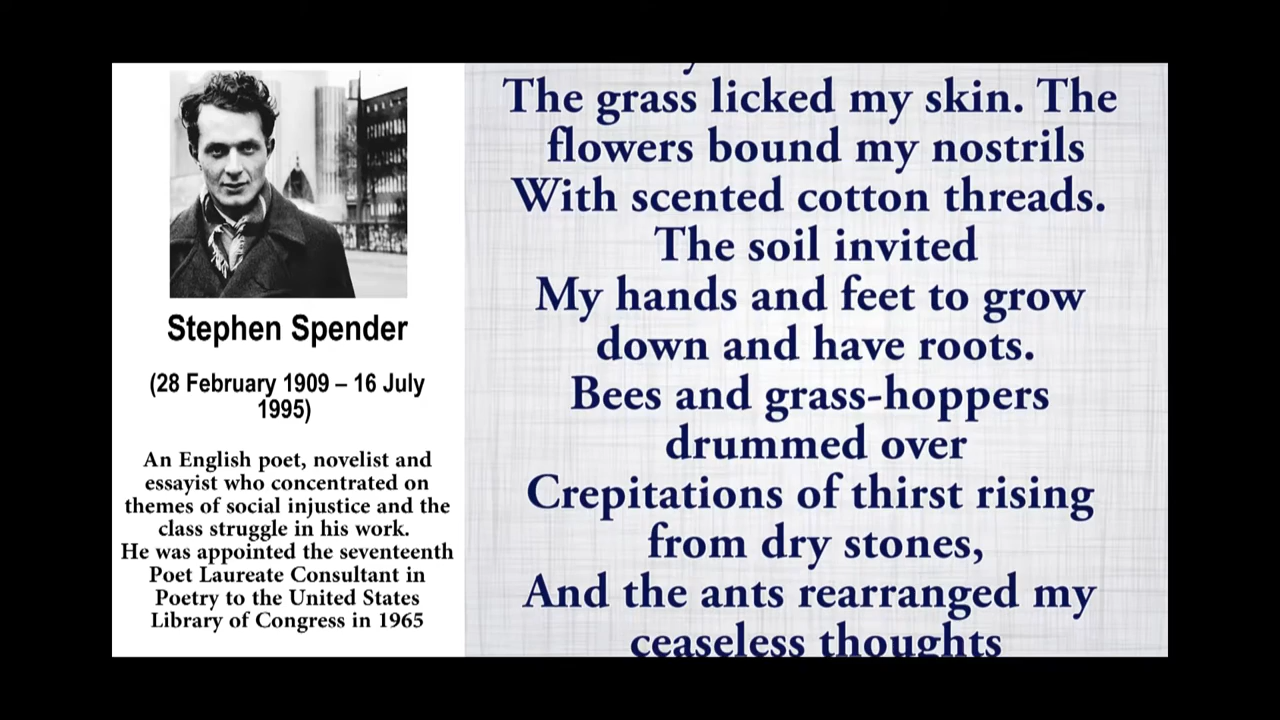 Stephen Spender
(28 February 1909 – 16 July
1995)
An English poet, novelist and
essayist who concentrated on
themes of social injustice and the
class struggle in his work.
He was appointed the seventeenth
Poet Laureate Consultant in
Poetry to the United States
Library of Congress in 1965
The grass licked my skin. The
flowers bound my nostrils
With scented cotton threads.
The soil invited
My hands and feet to grow
down and have roots.
Bees and grass-hoppers
drummed over
Crepitations of thirst rising
from dry stones,
And the ants rearranged my
ceaseless thoughts